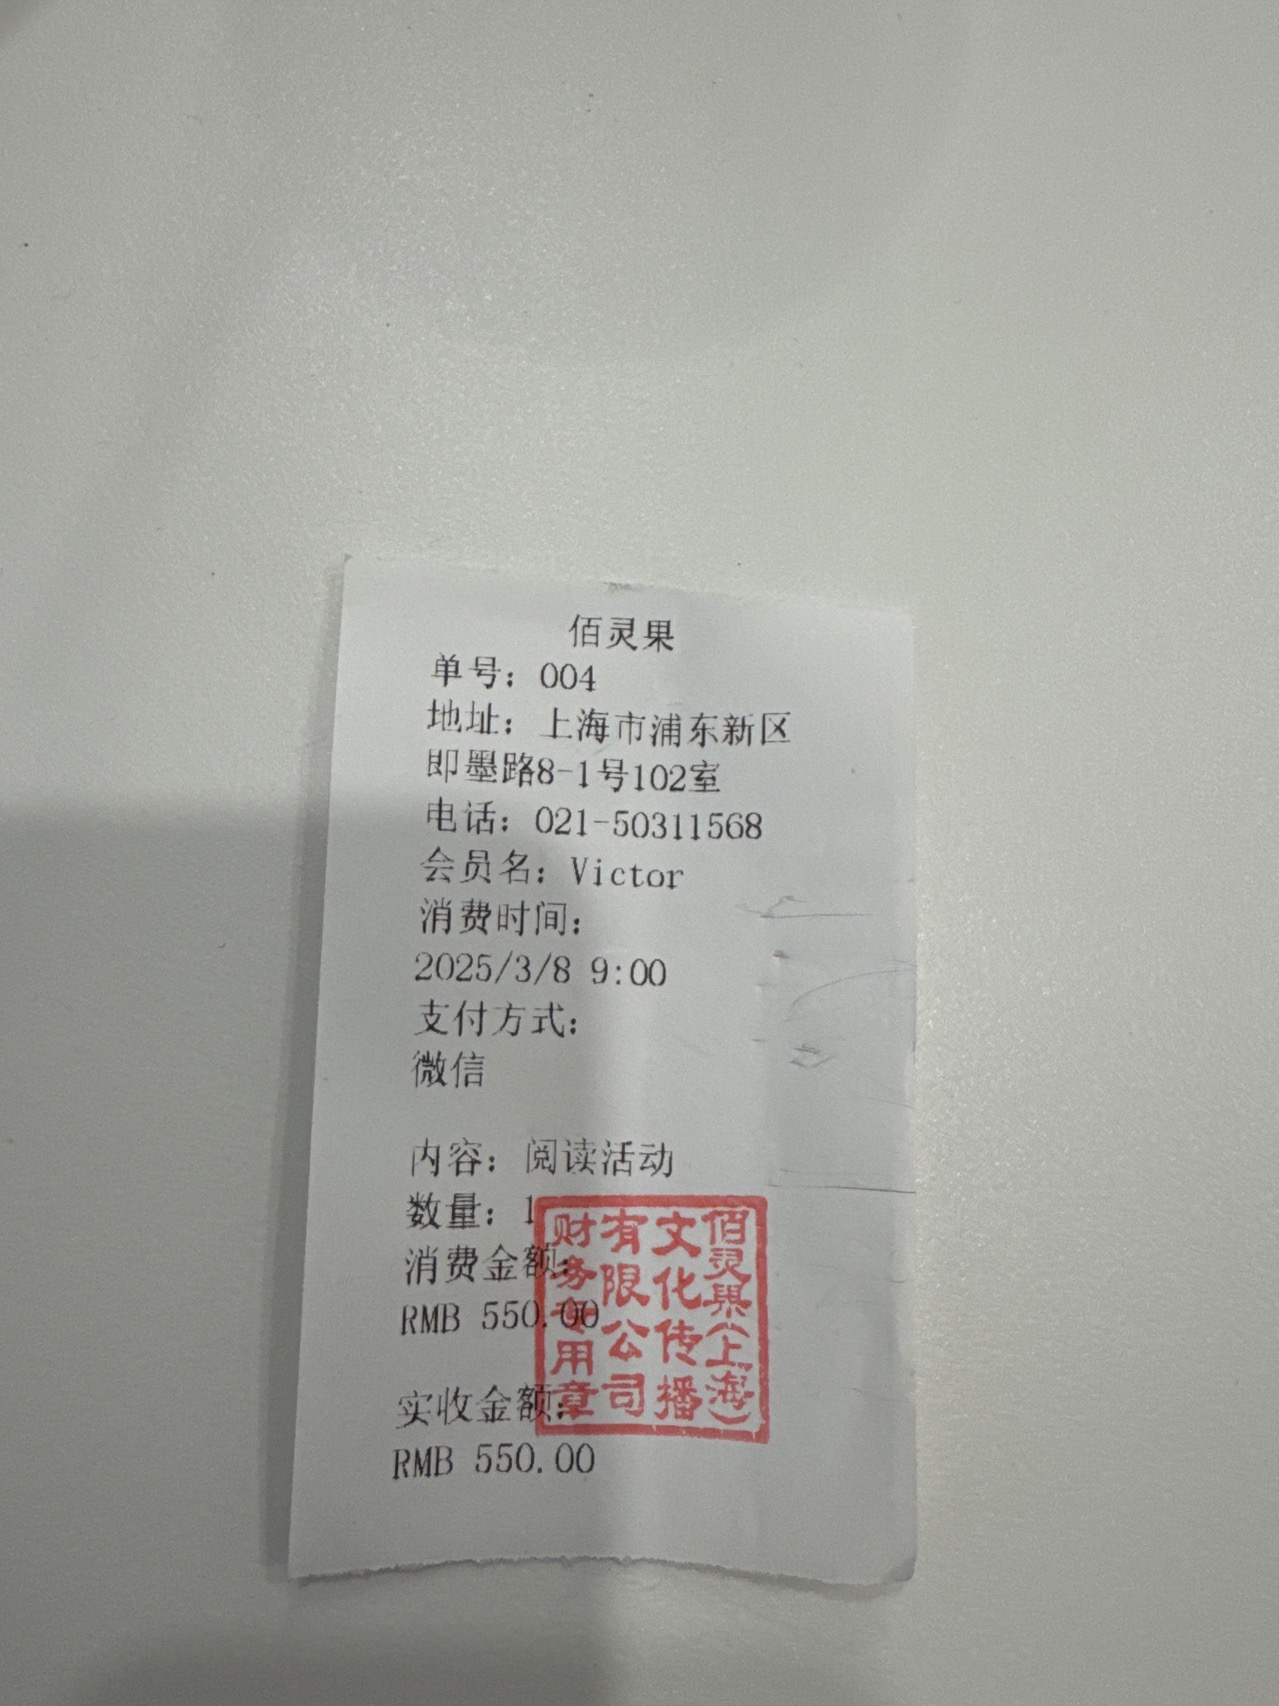 佰灵果
单号：004
地址：上海市浦东新区
即墨路8-1号102室
电话：021-50311568
会员名：Victor
消费时间：
2025/3/8 9:00
支付方式：
微信
内容：阅读活动
数量：1
消费金额：
RMB 550.00
实收金额：
RMB 550.00
佰灵果（上海）
文化传播
有限公司
财务专用章